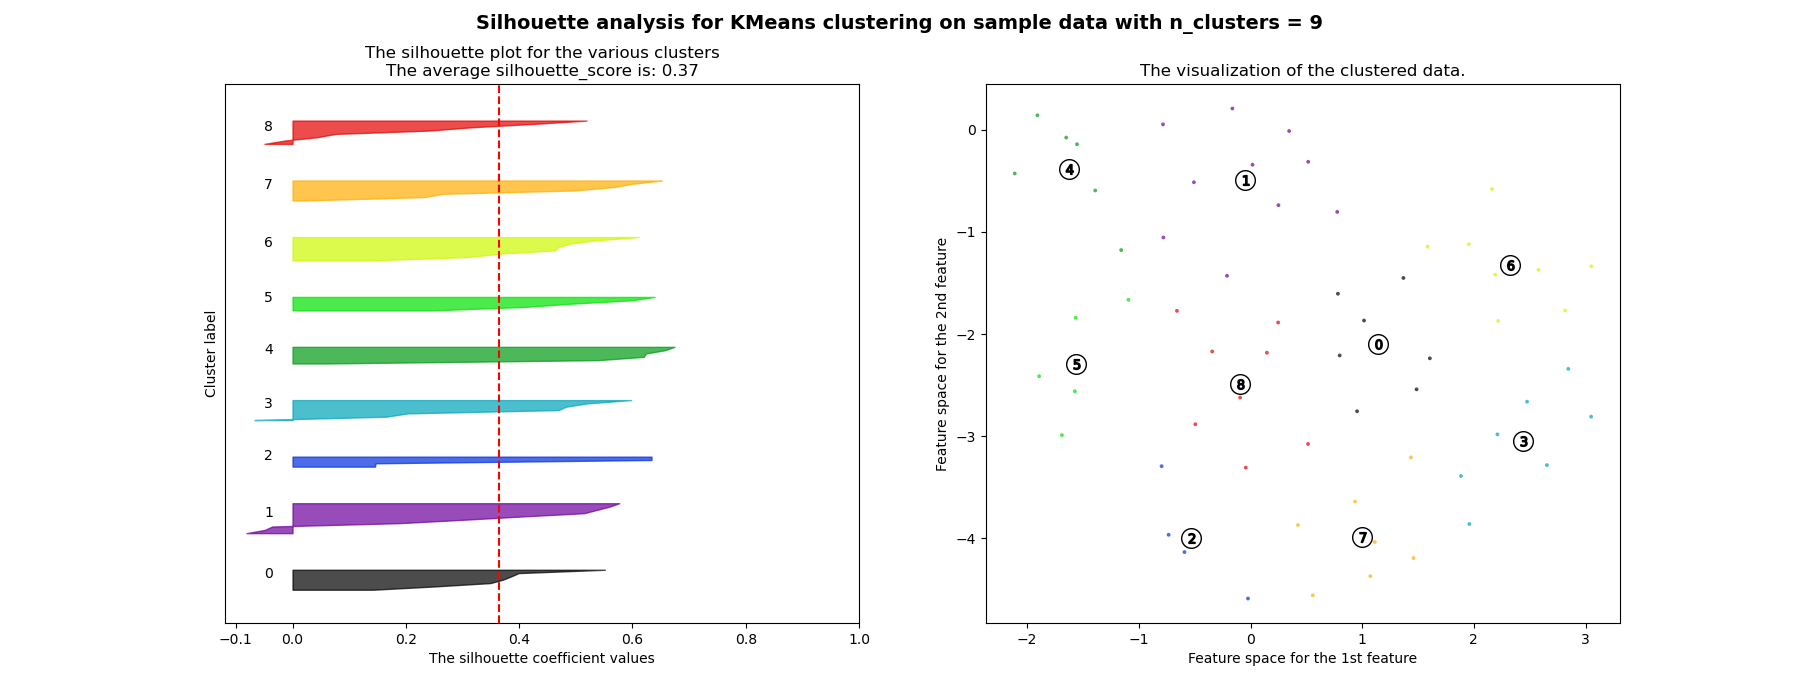 Silhouette analysis for KMeans clustering on sample data with n_clusters = 9
The silhouette plot for the various clusters
The average silhouette_score is: 0.37
8
7
6
5
4
3
2
1
0
Cluster label
−0.1 0.0 0.2 0.4 0.6 0.8 1.0
The silhouette coefficient values
The visualization of the clustered data.
0
−1
−2
−3
−4
Feature space for the 2nd feature
4
1
6
0
5
8
3
2
7
−2 −1 0 1 2 3
Feature space for the 1st feature